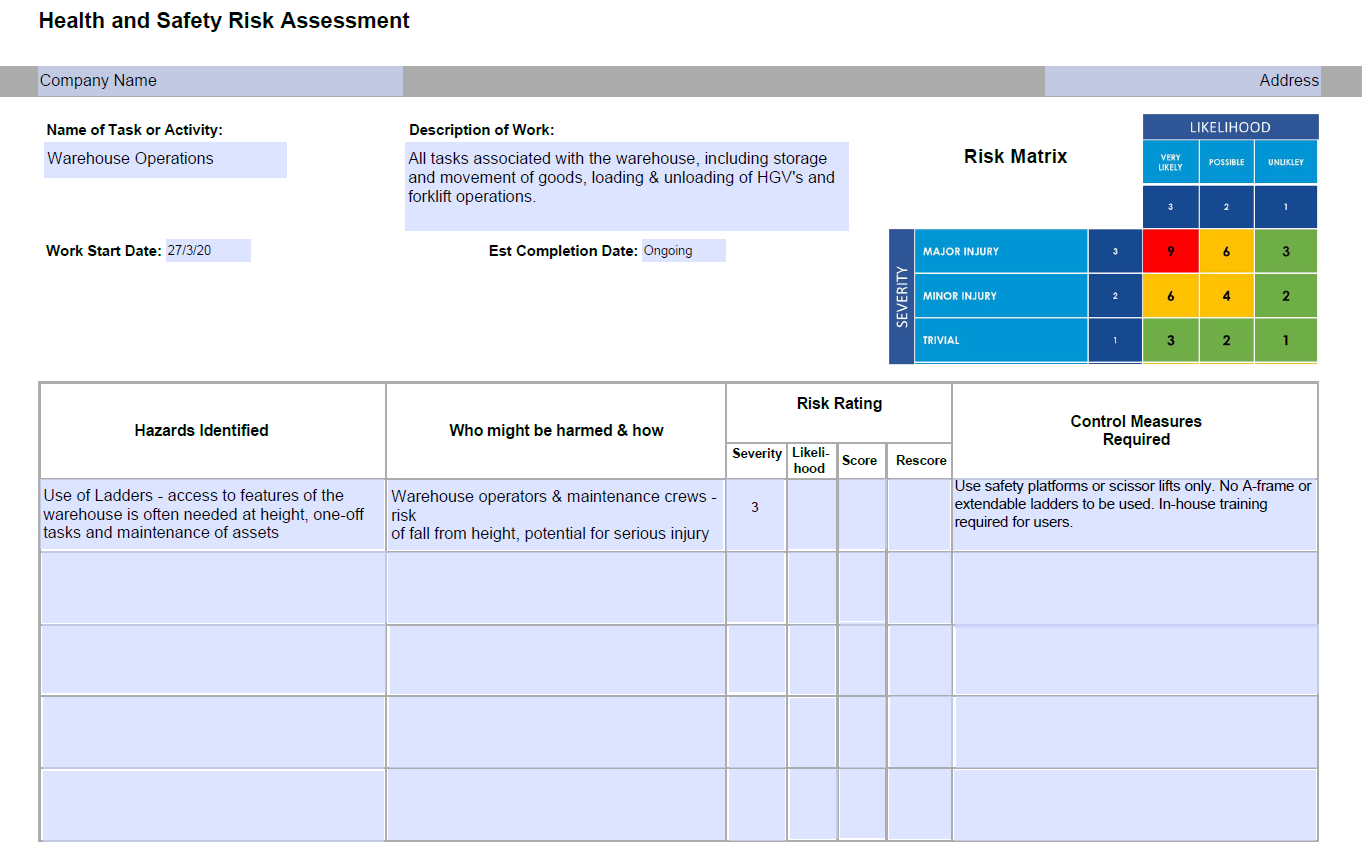 Health and Safety Risk Assessment
Company Name
Address
Name of Task or Activity:
Warehouse Operations
Description of Work:
All tasks associated with the warehouse, including storage
and movement of goods, loading & unloading of HGV's and
forklift operations.
Work Start Date: 27/3/20
Est Completion Date: Ongoing
Risk Matrix
LIKELIHOOD
VERY
LIKELY
POSSIBLE
UNLIKLEY
3 2 1
SEVERITY
MAJOR INJURY 3 9 6 3
MINOR INJURY 2 6 4 2
TRIVIAL 1 3 2 1
Hazards Identified
Who might be harmed & how
Risk Rating
Severity
Likeli-
hood
Score
Rescore
Control Measures
Required
Use of Ladders - access to features of the
warehouse is often needed at height, one-off
tasks and maintenance of assets
Warehouse operators & maintenance crews -
risk
of fall from height, potential for serious injury
3
Use safety platforms or scissor lifts only. No A-frame or
extendable ladders to be used. In-house training
required for users.